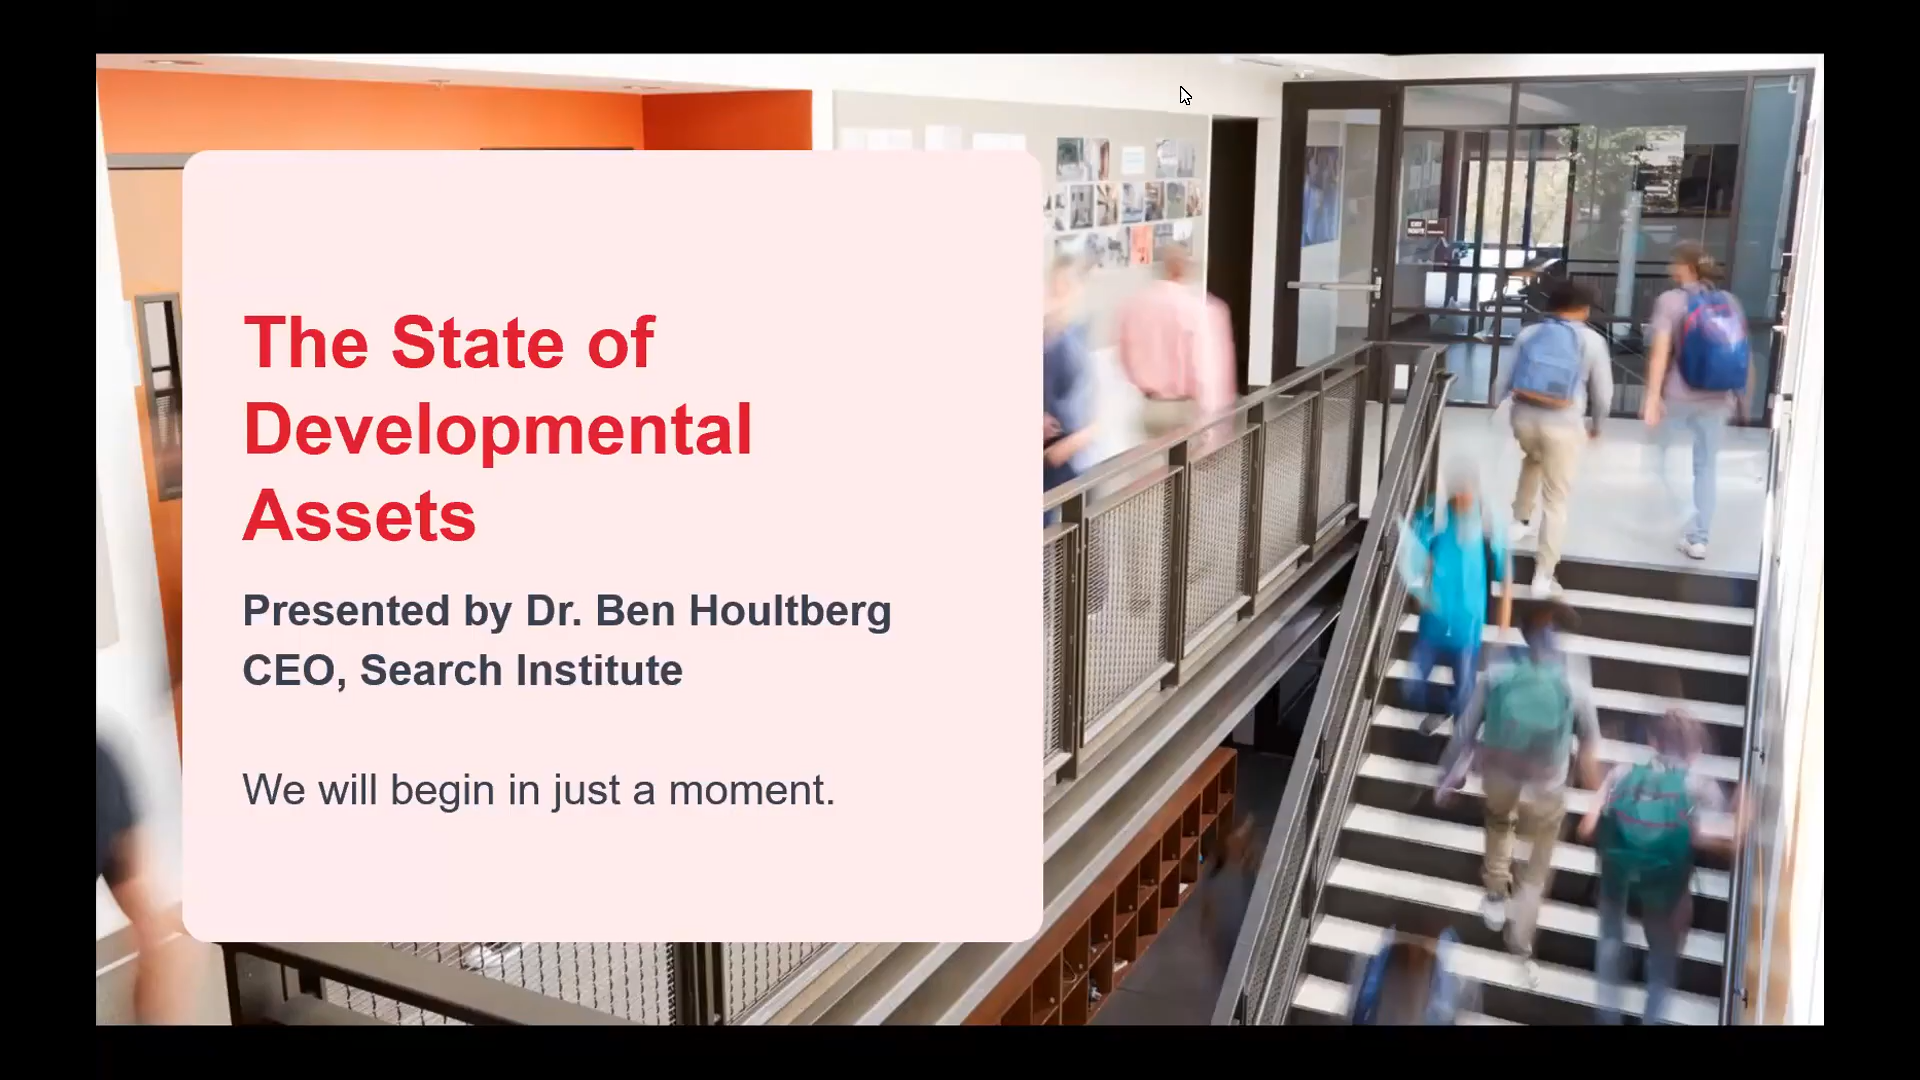 The State of
Developmental
Assets
Presented by Dr. Ben Houltberg
CEO, Search Institute
We will begin in just a moment.